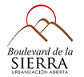 Boulevard de la
SIERRA
URBANIZACIÓN ABIERTA